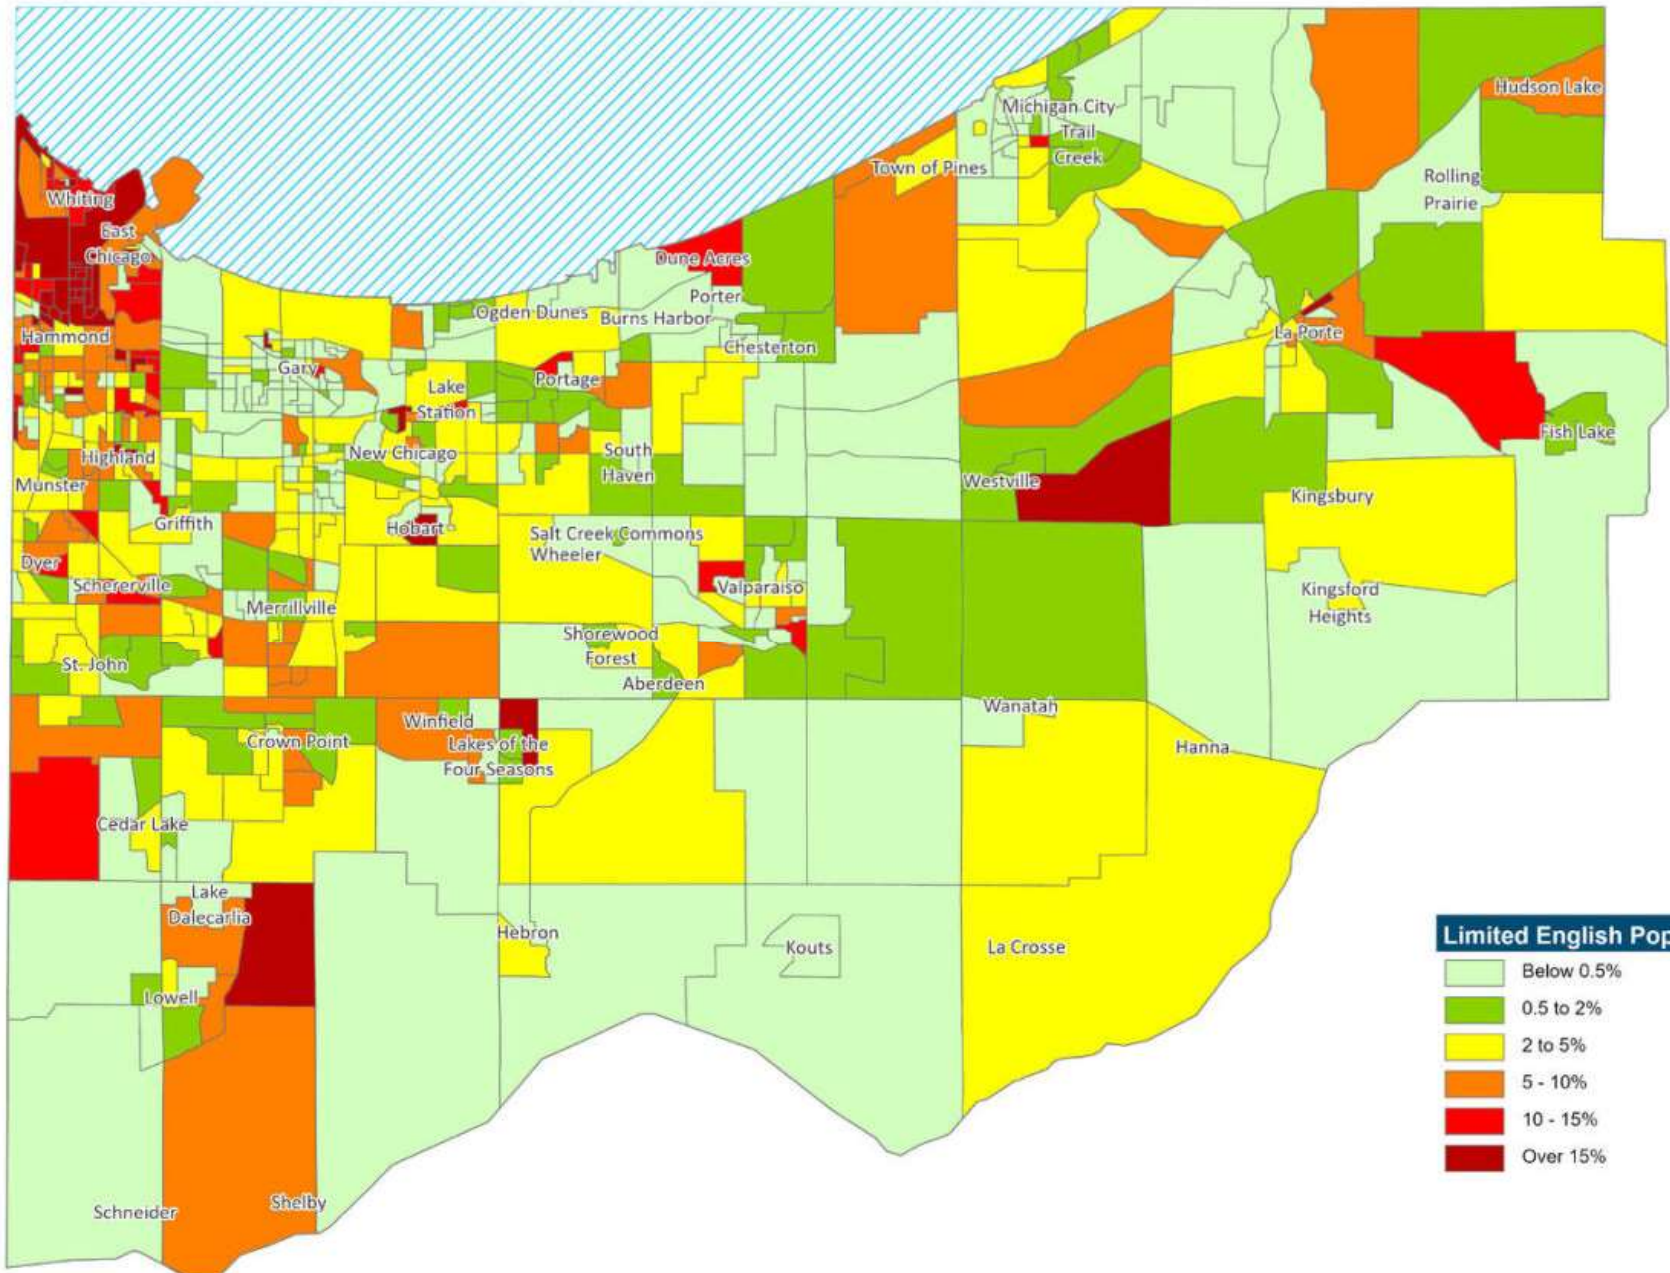 Hudson Lake
Michigan City
Trail
Creek
Town of Pines
Rolling
Prairie
Whiting
East
Chicago
Dune Acres
Porter
Ogden Dunes
Burns Harbor
Hammond
La Porte
Chesterton
Gary
Portage
Lake
Station
Fish Lake
New Chicago
South
Haven
Highland
Munster
Westville
Kingsbury
Griffith
Hobart
Salt Creek Commons
Wheeler
Dyer
Schererville
Valparaiso
Kingsford
Heights
Merrillville
Shorewood
Forest
St. John
Aberdeen
Wanatah
Winfield
Crown Point
Lakes of the
Four Seasons
Hanna
Cedar Lake
Lake
Dalecarlia
Hebron
Kouts
La Crosse
Lowell
Schneider
Shelby
Limited English Pop
Below 0.5%
0.5 to 2%
2 to 5%
5 - 10%
10 - 15%
Over 15%